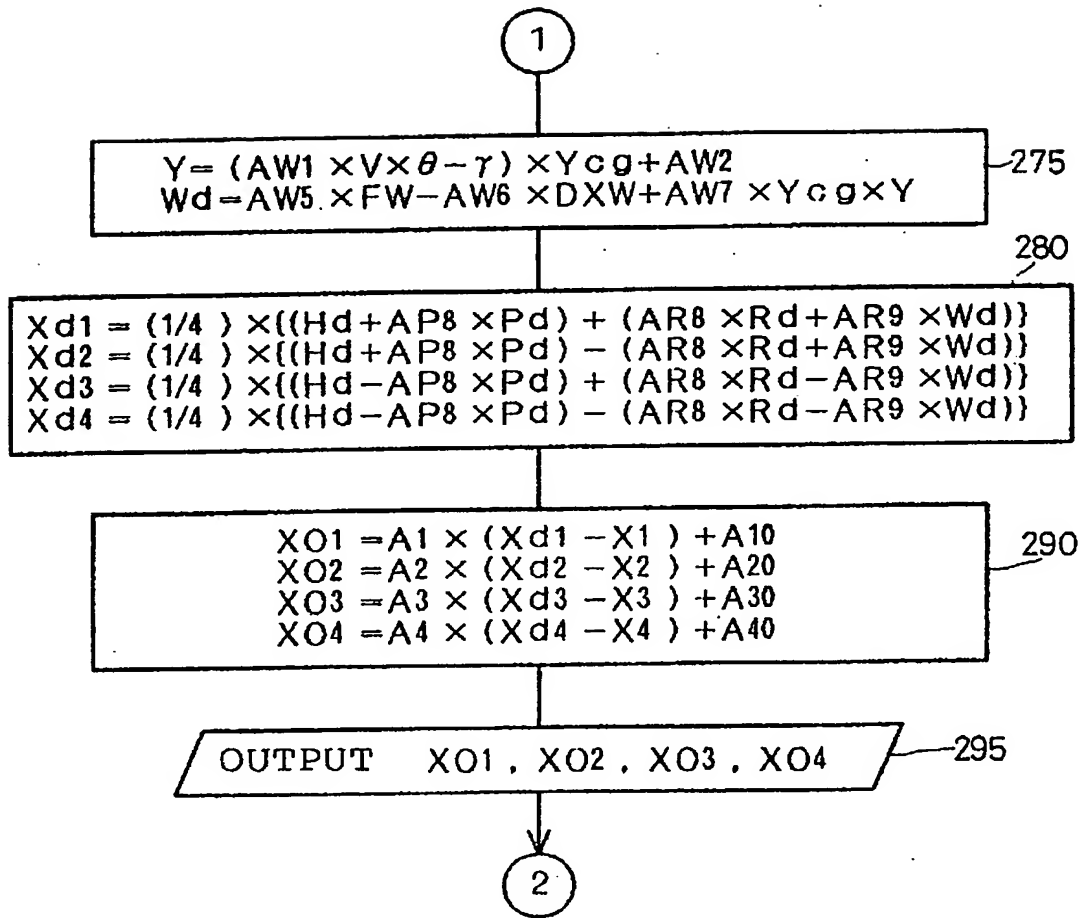 1
Y= (AW1 ×V×θ−γ) ×Ycg+AW2
Wd=AW5. ×FW−AW6 ×DXW+AW7 ×Ycg×Y
275
280
Xd1 = (1/4 ) ×{(Hd+AP8 ×Pd) + (AR8 ×Rd+AR9 ×Wd)}
Xd2 = (1/4 ) ×{(Hd+AP8 ×Pd) − (AR8 ×Rd+AR9 ×Wd)}
Xd3 = (1/4 ) ×{(Hd−AP8 ×Pd) + (AR8 ×Rd−AR9 ×Wd)}
Xd4 = (1/4 ) ×{(Hd−AP8 ×Pd) − (AR8 ×Rd−AR9 ×Wd)}
XO1 =A1 × (Xd1 −X1 ) +A10
XO2 =A2 × (Xd2 −X2 ) +A20
XO3 =A3 × (Xd3 −X3 ) +A30
XO4 =A4 × (Xd4 −X4 ) +A40
290
OUTPUT XO1 , XO2 , XO3 , XO4
295
2